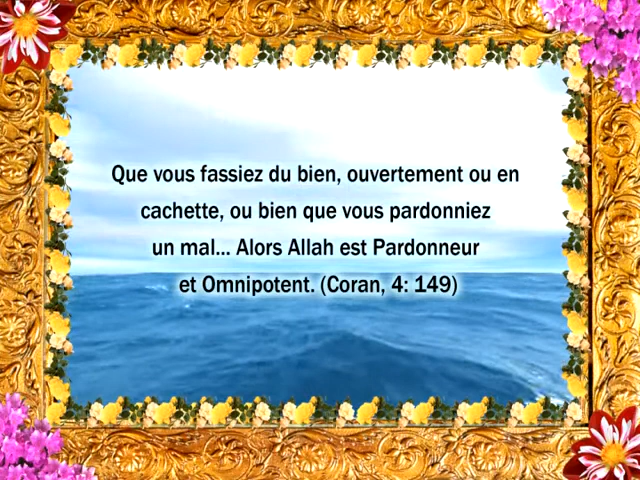 Que vous fassiez du bien, ouvertement ou en
cachette, ou bien que vous pardonniez
un mal... Alors Allah est Pardonneur
et Omnipotent. (Coran, 4: 149)